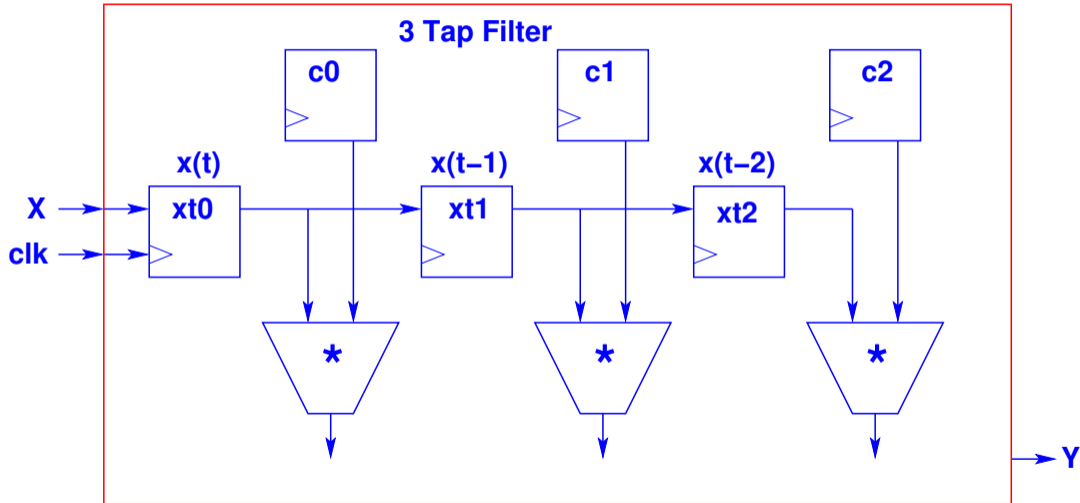 3 Tap Filter
c0
c1
c2
x(t)
x(t−1)
x(t−2)
X
xt0
xt1
xt2
clk
*
*
*
Y